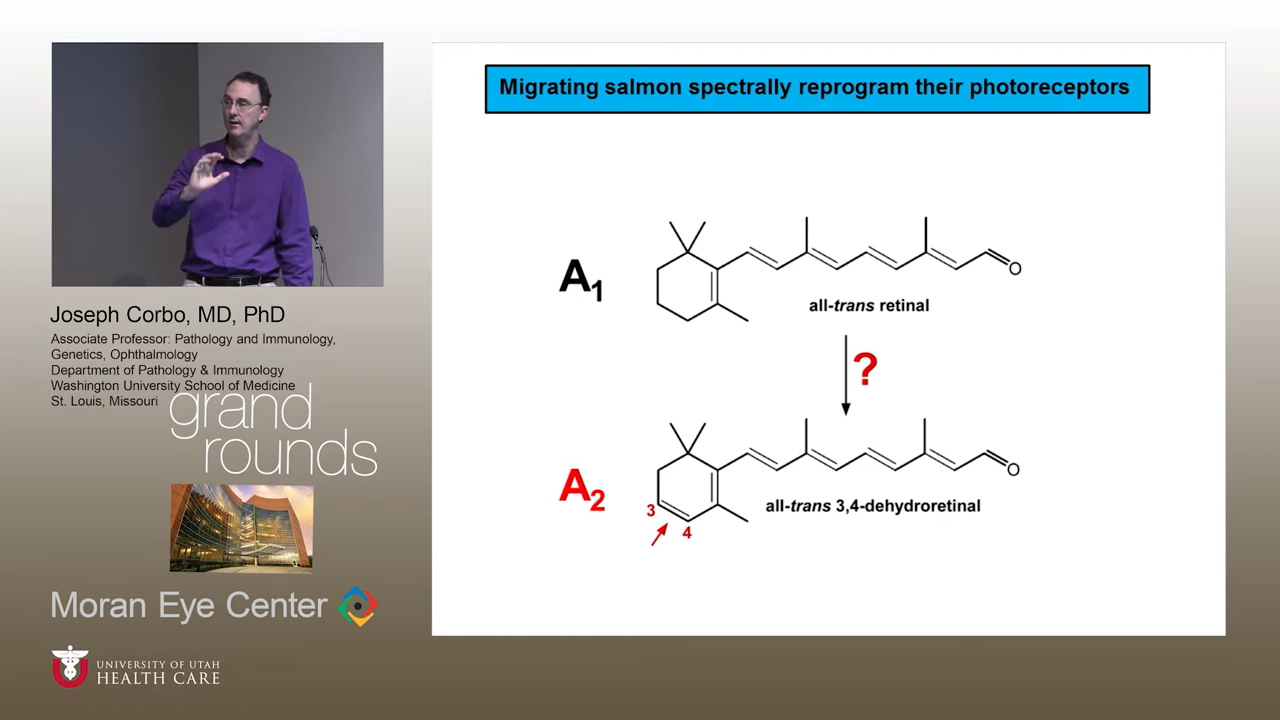 Migrating salmon spectrally reprogram their photoreceptors
A1
all-trans retinal
?
A2
3
4
all-trans 3,4-dehydroretinal
O
O
Joseph Corbo, MD, PhD
Associate Professor: Pathology and Immunology,
Genetics, Ophthalmology
Department of Pathology & Immunology
Washington University School of Medicine
St. Louis, Missouri
grand
rounds
Moran Eye Center
U
UNIVERSITY OF UTAH
HEALTH CARE